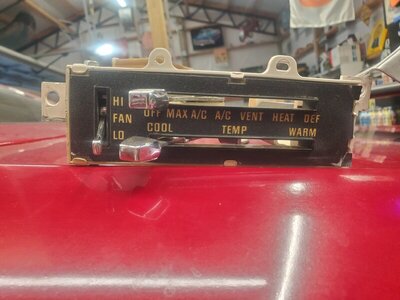 HI
OFF MAX A/C A/C VENT HEAT DEF
FAN
COOL TEMP WARM
LO